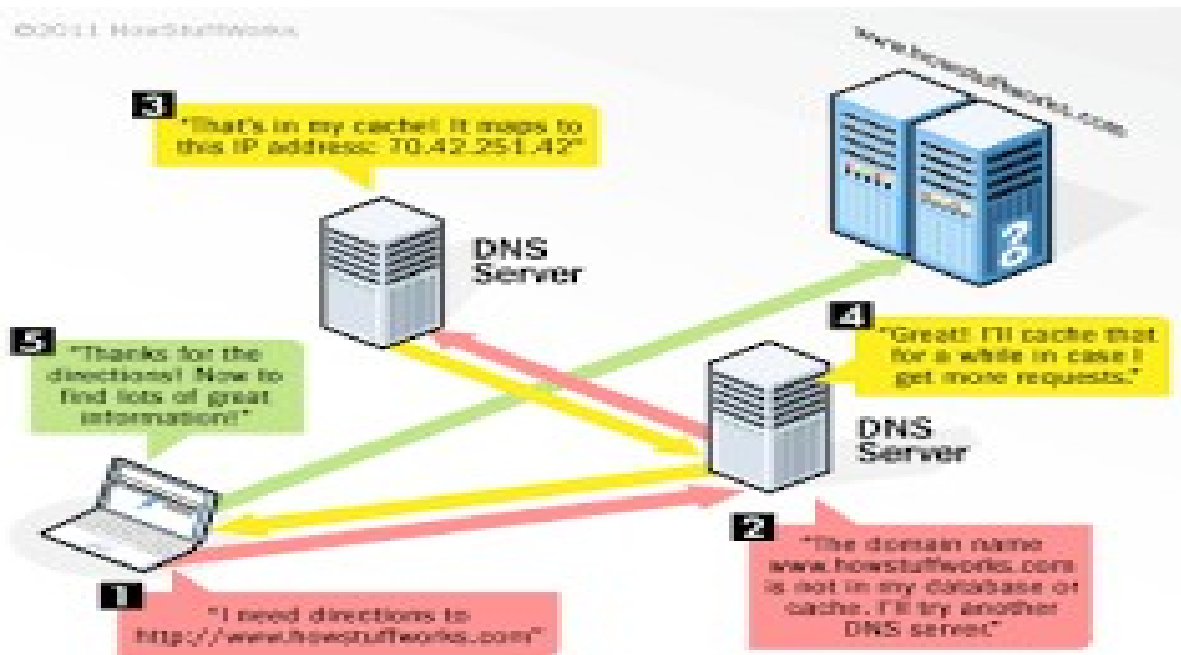 ©2011 HowStuffWorks
www.howstuffworks.com
3
"That's in my cache! It maps to
this IP address: 70.42.251.42"
DNS
Server
4
"Great! I'll cache that
for a while in case I
get more requests."
5
"Thanks for the
directions! Now to
find lots of great
information!"
DNS
Server
2
"The domain name
www.howstuffworks.com
is not in my database or
cache. I'll try another
DNS server."
1
"I need directions to
http://www.howstuffworks.com"